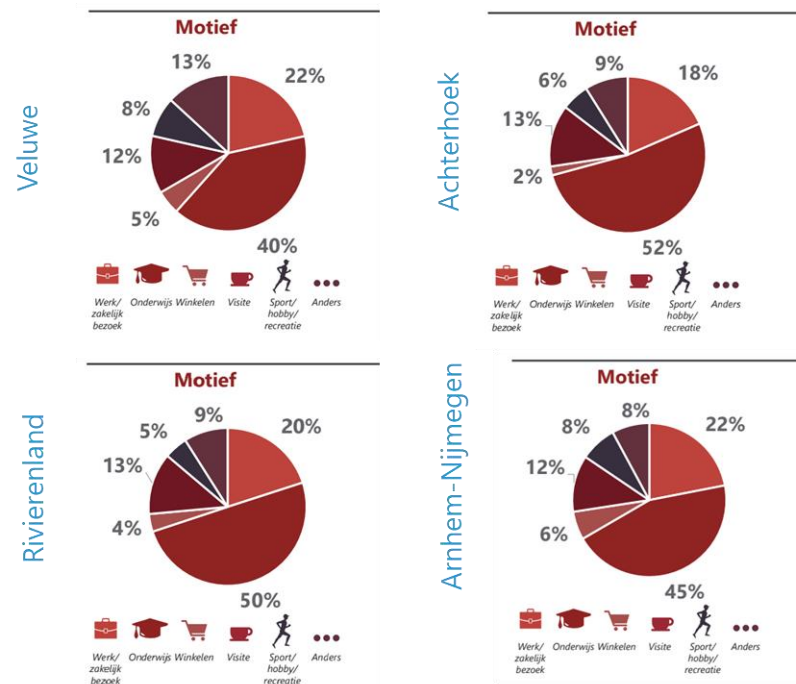 Veluwe
Motief
13%
22%
8%
12%
5%
40%
Werk/
zakelijk
bezoek
Onderwijs
Winkelen
Visite
Sport/
hobby/
recreatie
Anders
Achterhoek
Motief
9%
18%
6%
13%
2%
52%
Werk/
zakelijk
bezoek
Onderwijs
Winkelen
Visite
Sport/
hobby/
recreatie
Anders
Rivierenland
Motief
9%
20%
5%
13%
4%
50%
Werk/
zakelijk
bezoek
Onderwijs
Winkelen
Visite
Sport/
hobby/
recreatie
Anders
Arnhem-Nijmegen
Motief
8%
22%
8%
12%
6%
45%
Werk/
zakelijk
bezoek
Onderwijs
Winkelen
Visite
Sport/
hobby/
recreatie
Anders